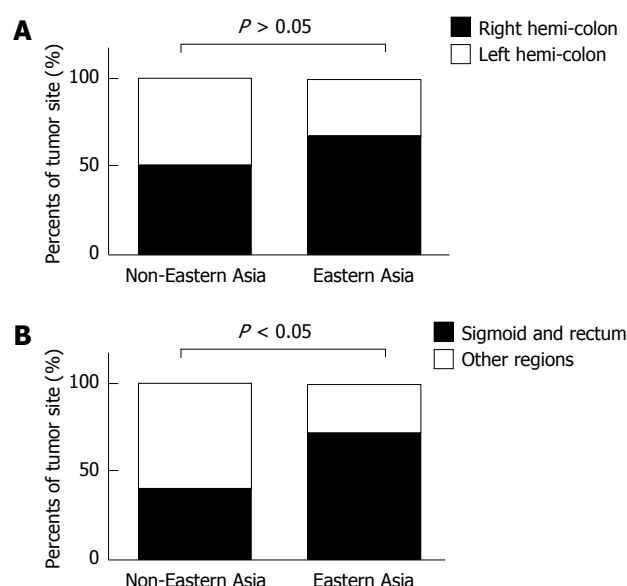 A
P > 0.05
Right hemi-colon
Left hemi-colon
Percents of tumor site (%)
100
50
0
Non-Eastern Asia
Eastern Asia
B
P < 0.05
Sigmoid and rectum
Other regions
Percents of tumor site (%)
100
50
0
Non-Eastern Asia
Eastern Asia